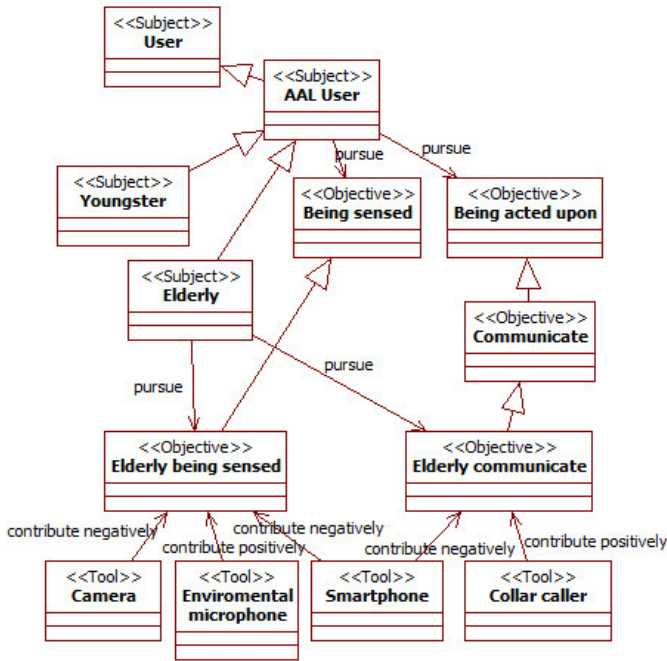 <<Subject>>
User
<<Subject>>
AAL User
pursue
pursue
<<Subject>>
Youngster
<<Objective>>
Being sensed
<<Objective>>
Being acted upon
<<Subject>>
Elderly
<<Objective>>
Communicate
pursue
pursue
<<Objective>>
Elderly being sensed
<<Objective>>
Elderly communicate
contribute negatively
contribute negatively
contribute positively
contribute negatively
contribute positively
<<Tool>>
Camera
<<Tool>>
Enviromental
microphone
<<Tool>>
Smartphone
<<Tool>>
Collar caller